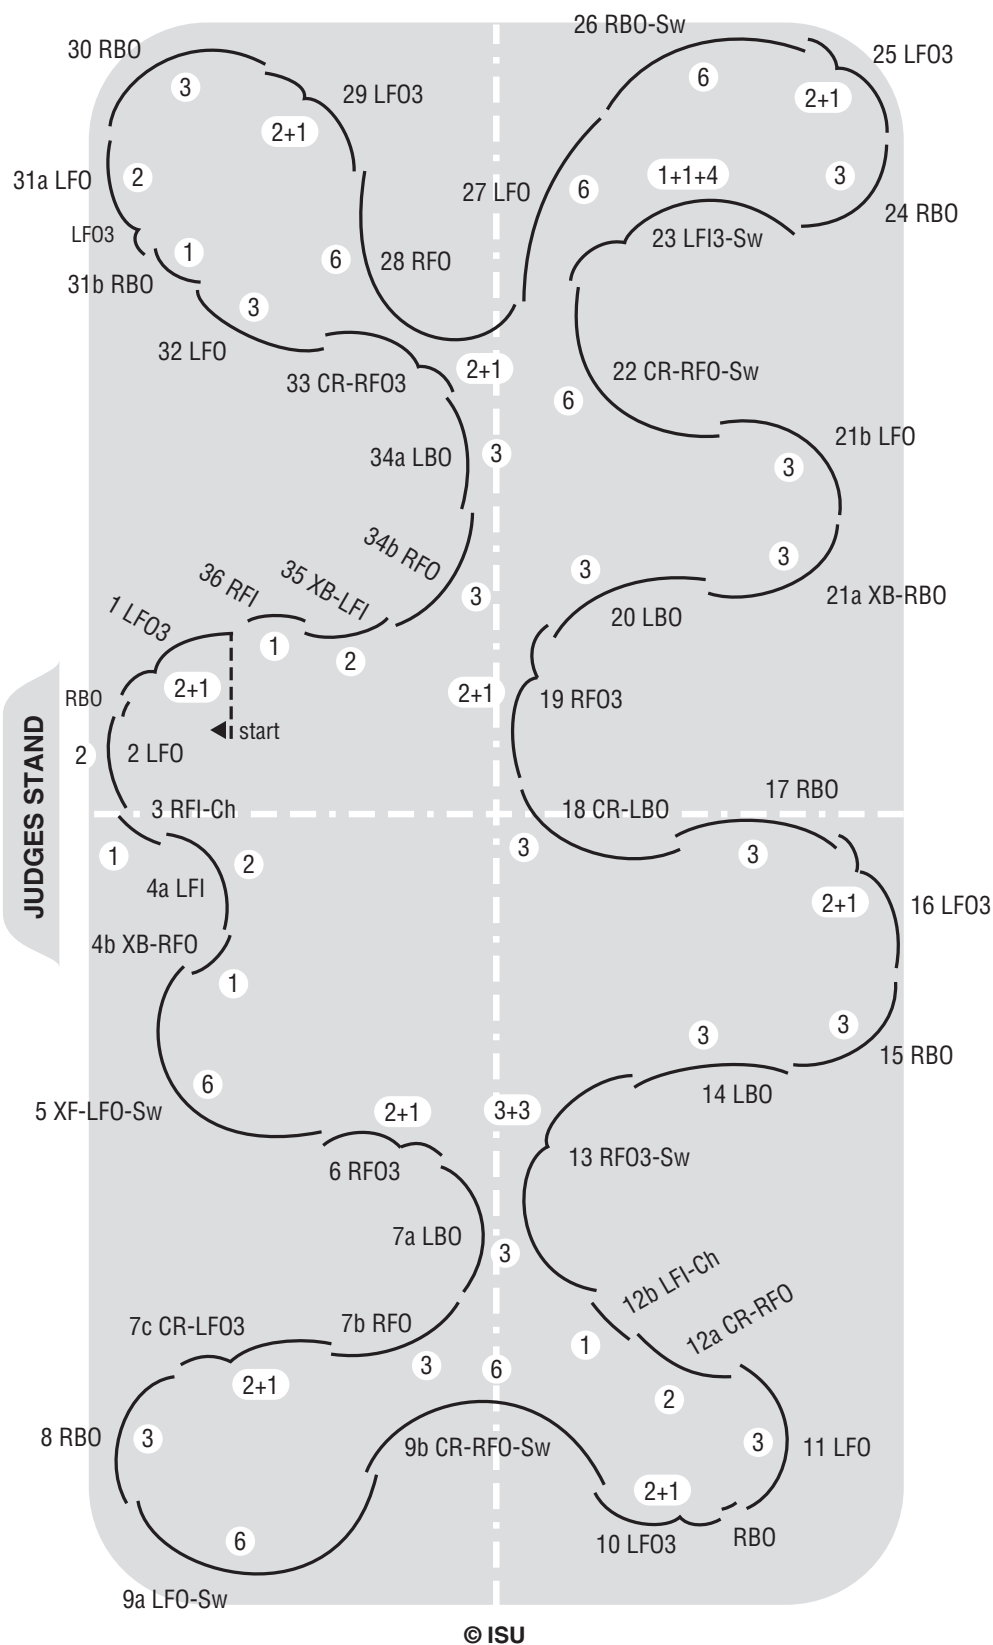 26 RBO-Sw
30 RBO
25 LFO3
3
6
29 LFO3
2+1
2+1
31a LFO
2
27 LFO
6
1+1+4
3
24 RBO
LFO3
1
23 LFI3-Sw
31b RBO
6
28 RFO
3
32 LFO
33 CR-RFO3
2+1
22 CR-RFO-Sw
6
21b LFO
34a LBO
3
3
34b RFO
3
3
36 RFI
35 XB-LFI
3
21a XB-RBO
1 LFO3
20 LBO
1
2
RBO
2+1
2+1
19 RFO3
start
2
2 LFO
JUDGES STAND
17 RBO
3 RFI-Ch
18 CR-LBO
1
2
3
3
4a LFI
2+1
16 LFO3
4b XB-RFO
1
3
3
15 RBO
6
14 LBO
5 XF-LFO-Sw
2+1
3+3
6 RFO3
13 RFO3-Sw
7a LBO
3
12b LFI-Ch
7c CR-LFO3
7b RFO
12a CR-RFO
1
3
6
2+1
2
8 RBO
3
9b CR-RFO-Sw
3
11 LFO
2+1
6
10 LFO3
RBO
9a LFO-Sw
© ISU